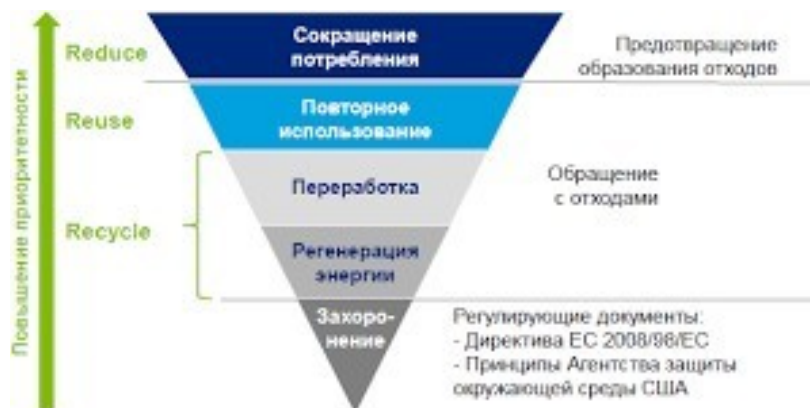 Повышение приоритетности
Reduce
Сокращение
потребления
Предотвращение
образования отходов
Reuse
Повторное
использование
Recycle
Переработка
Обращение
с отходами
Регенерация
энергии
Захоро-
нение
Регулирующие документы:
- Директива ЕС 2008/98/ЕС
- Принципы Агентства защиты
окружающей среды США